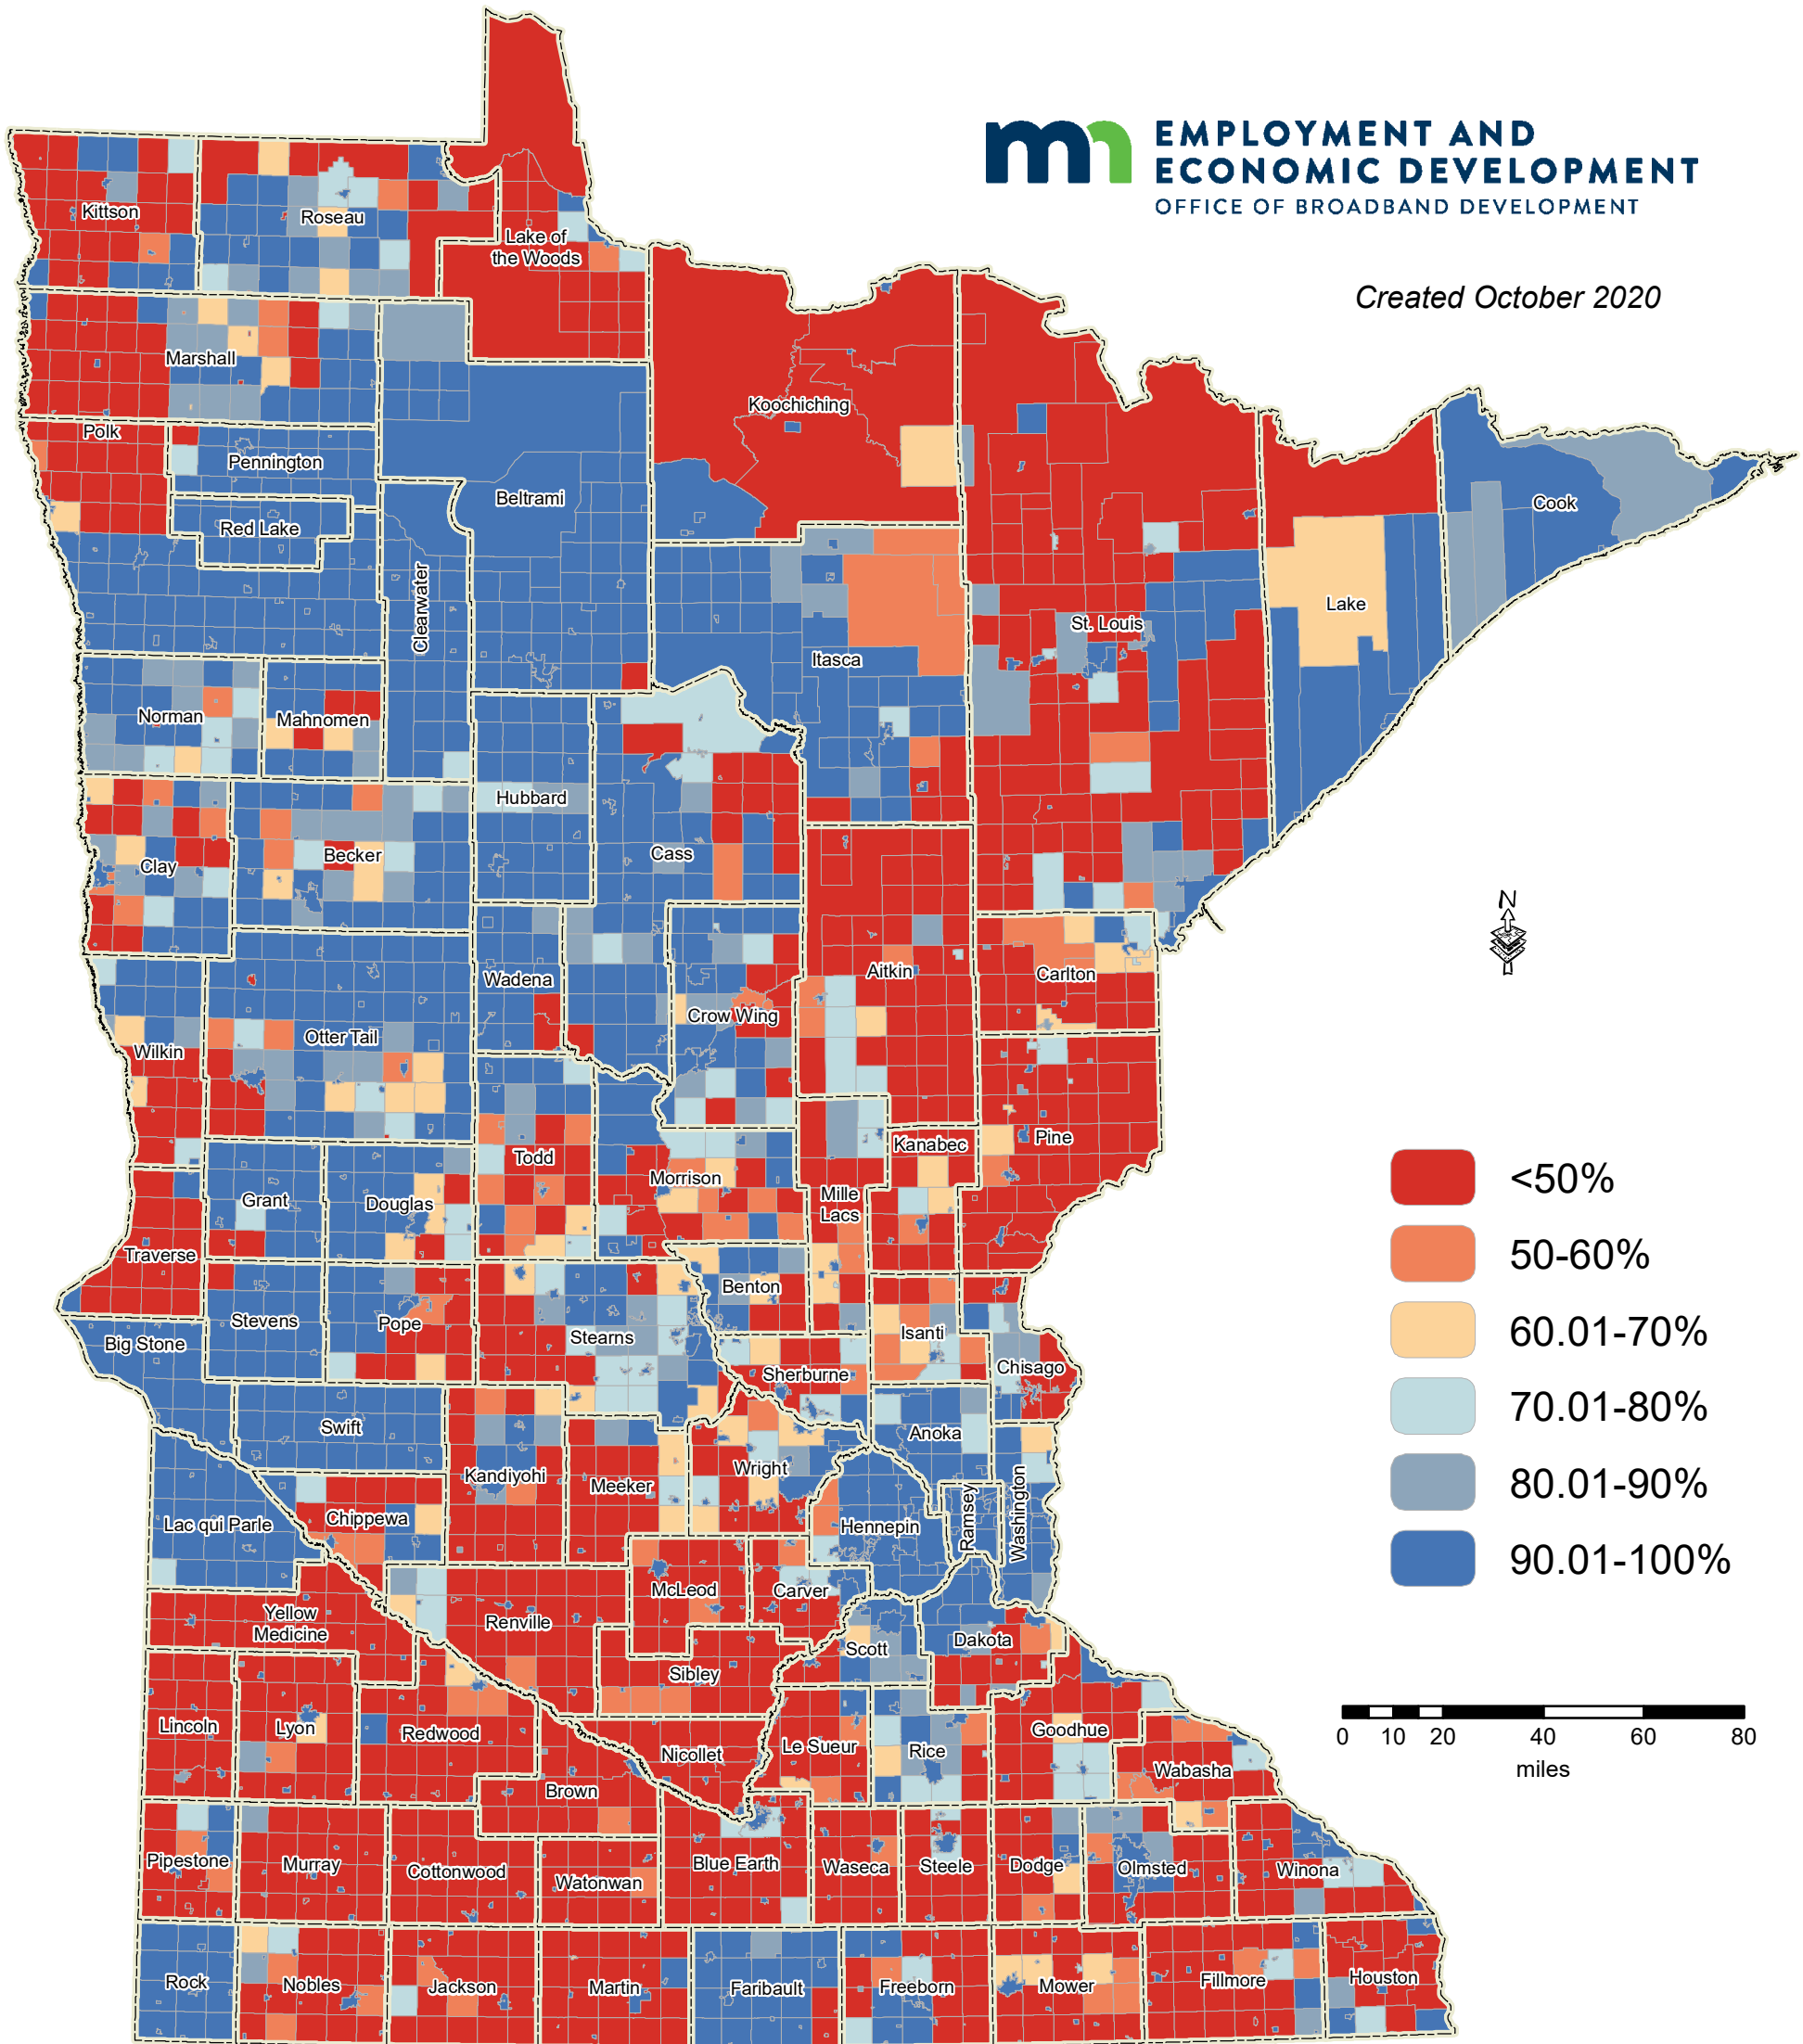 mn
EMPLOYMENT AND
ECONOMIC DEVELOPMENT
OFFICE OF BROADBAND DEVELOPMENT
Created October 2020
Kittson
Roseau
Lake of
the Woods
Marshall
Koochiching
Polk
Pennington
Beltrami
Cook
Red Lake
Clearwater
Lake
St. Louis
Itasca
Norman
Mahnomen
Hubbard
Cass
Becker
Clay
N
Aitkin
Carlton
Wadena
Crow Wing
Otter Tail
Wilkin
Pine
Kanabec
Todd
Morrison
Mille
Lacs
Grant
Douglas
Traverse
Benton
Stevens
Pope
Stearns
Isanti
Big Stone
Chisago
Sherburne
Swift
Anoka
Kandiyohi
Meeker
Wright
Chippewa
Lac qui Parle
Hennepin
Ramsey
Washington
McLeod
Carver
Yellow
Medicine
Renville
Scott
Dakota
Sibley
Lincoln
Lyon
Redwood
Nicollet
Le Sueur
Rice
Goodhue
Wabasha
Brown
Pipestone
Murray
Cottonwood
Watonwan
Blue Earth
Waseca
Steele
Dodge
Olmsted
Winona
Rock
Nobles
Jackson
Martin
Faribault
Freeborn
Mower
Fillmore
Houston
<50%
50-60%
60.01-70%
70.01-80%
80.01-90%
90.01-100%
0 10 20 40 60 80
miles